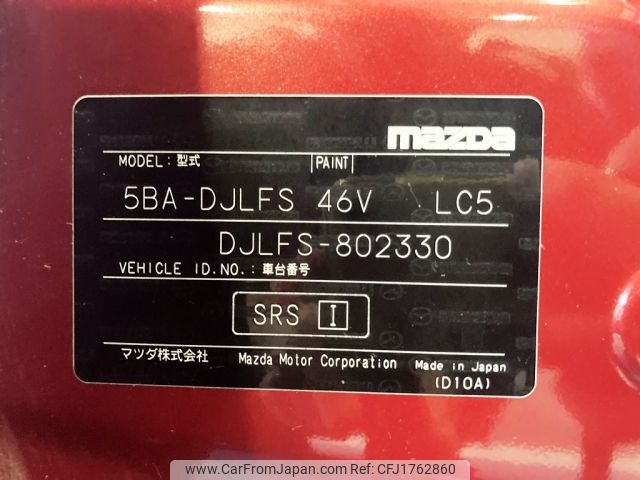 mazda
MODEL: 型式 |PAINT|
5BA-DJLFS 46V LC5
DJLFS-802330
VEHICLE ID.NO.: 車台番号
SRS I
マツダ株式会社 Mazda Motor Corporation Made in Japan
(D10A)
www.CarFromJapan.com Ref: CFJ1762860